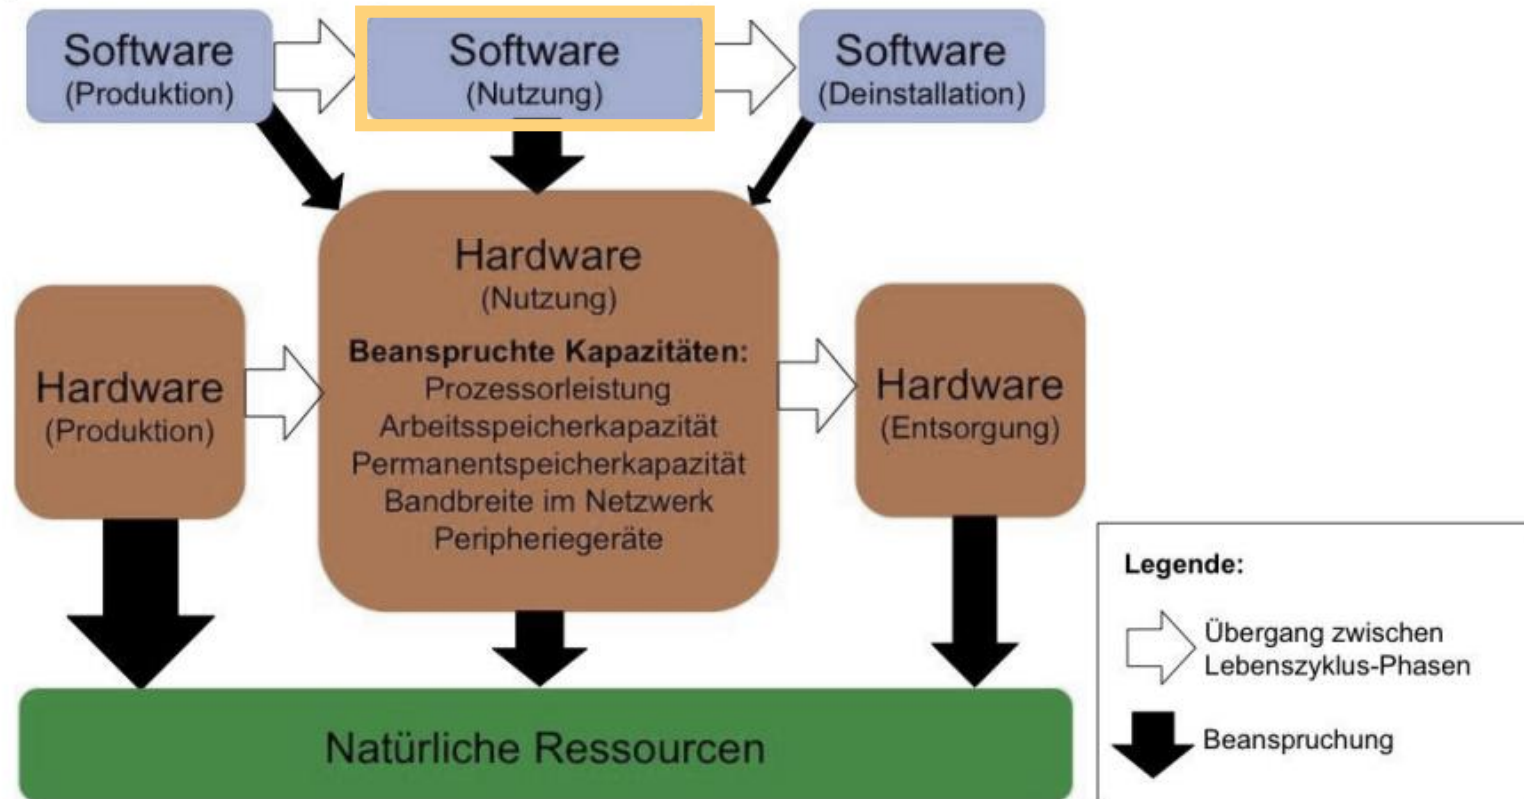 Software
(Produktion)
Software
(Nutzung)
Software
(Deinstallation)
Hardware
(Nutzung)
Beanspruchte Kapazitäten:
Prozessorleistung
Arbeitsspeicherkapazität
Permanentspeicherkapazität
Bandbreite im Netzwerk
Peripheriegeräte
Hardware
(Produktion)
Hardware
(Entsorgung)
Natürliche Ressourcen
Legende:
Übergang zwischen
Lebenszyklus-Phasen
Beanspruchung